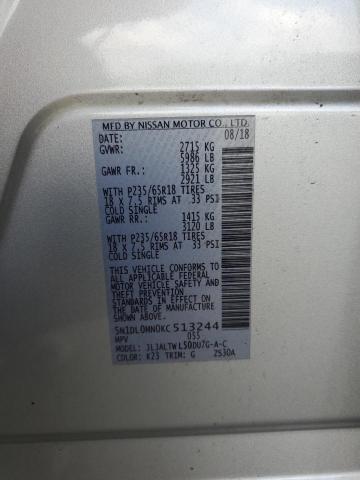 MFD BY NISSAN MOTOR CO., LTD.
DATE: 08/18
GVWR: 2715 KG
5986 LB
GAWR FR.: 1325 KG
2921 LB
WITH P235/65R18 TIRES
18 X 7.5 RIMS AT 33 PSI
COLD SINGLE
GAWR RR.: 1415 KG
3120 LB
WITH P235/65R18 TIRES
18 X 7.5 RIMS AT 33 PSI
COLD SINGLE
THIS VEHICLE CONFORMS TO
ALL APPLICABLE FEDERAL
MOTOR VEHICLE SAFETY AND
THEFT PREVENTION
STANDARDS IN EFFECT ON
THE DATE OF MANUFACTURE
SHOWN ABOVE.
5N1DL0MN0KC513244
MPV 055
MODEL: JL3ALTWL50DU7G-A-C
COLOR: K23 TRIM: G ZS30A